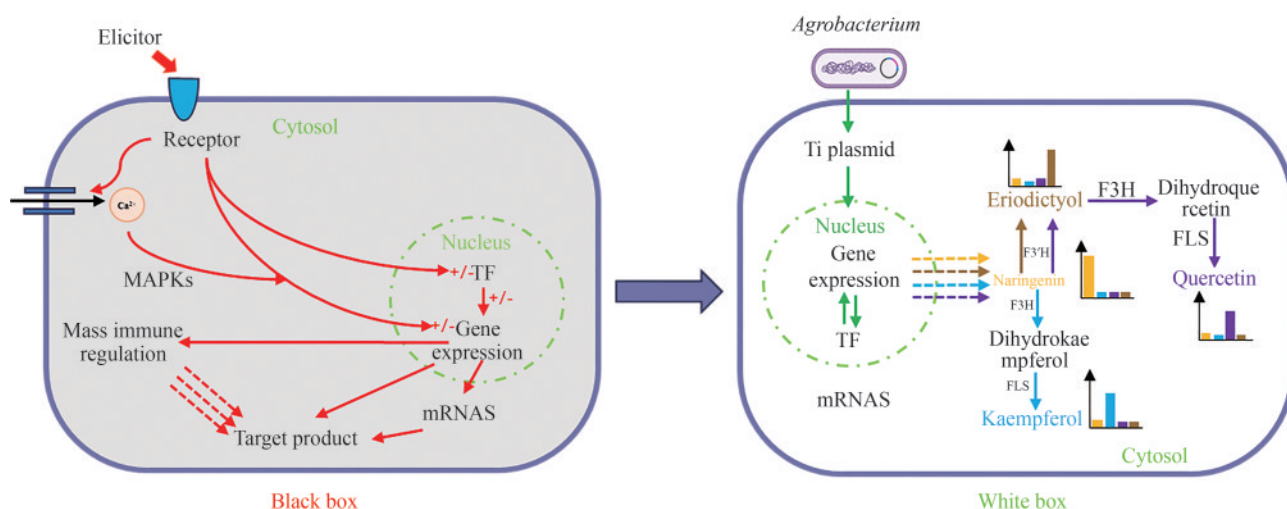 Elicitor
Cytosol
Receptor
Ca²⁺
Nucleus
+/-TF
+/-
MAPKs
+/-Gene
expression
Mass immune
regulation
mRNAS
Target product
Black box
Agrobacterium
Ti plasmid
Nucleus
Gene
expression
TF
mRNAS
Eriodictyol
F3H
Dihydroque
rcetin
FLS
Quercetin
F3'H
Naringenin
F3H
Dihydrokae
mpferol
FLS
Kaempferol
Cytosol
White box